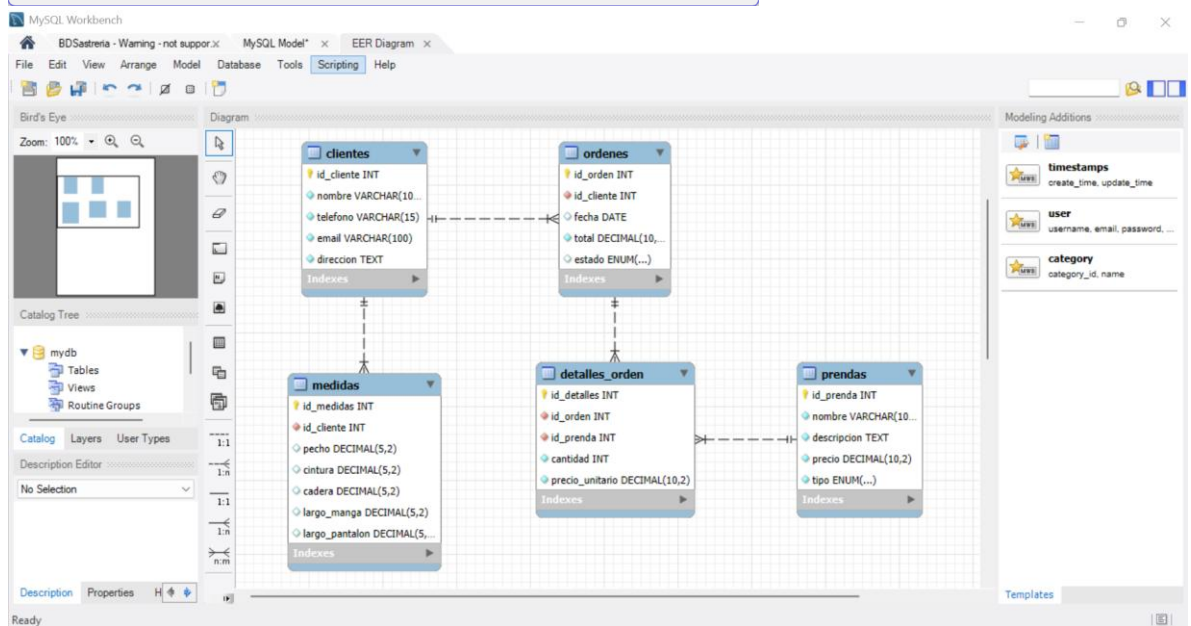 MySQL Workbench
BDSastreria - Warning - not suppor...
MySQL Model*
EER Diagram
File Edit View Arrange Model Database Tools Scripting Help
Bird's Eye
Zoom: 100%
Catalog Tree
mydb
Tables
Views
Routine Groups
Catalog Layers User Types
Description Editor
No Selection
Description Properties H
Ready
Diagram
1:1
1:n
1:1
1:n
n:m
clientes
id_cliente INT
nombre VARCHAR(10...
telefono VARCHAR(15)
email VARCHAR(100)
direccion TEXT
Indexes
ordenes
id_orden INT
id_cliente INT
fecha DATE
total DECIMAL(10,...
estado ENUM(...)
Indexes
medidas
id_medidas INT
id_cliente INT
pecho DECIMAL(5,2)
cintura DECIMAL(5,2)
cadera DECIMAL(5,2)
largo_manga DECIMAL(5,2)
largo_pantalon DECIMAL(5,...
Indexes
detalles_orden
id_detalles INT
id_orden INT
id_prenda INT
cantidad INT
precio_unitario DECIMAL(10,2)
Indexes
prendas
id_prenda INT
nombre VARCHAR(10...
descripcion TEXT
precio DECIMAL(10,2)
tipo ENUM(...)
Indexes
Modeling Additions
timestamps
create_time, update_time
user
username, email, password, ...
category
category_id, name
Templates